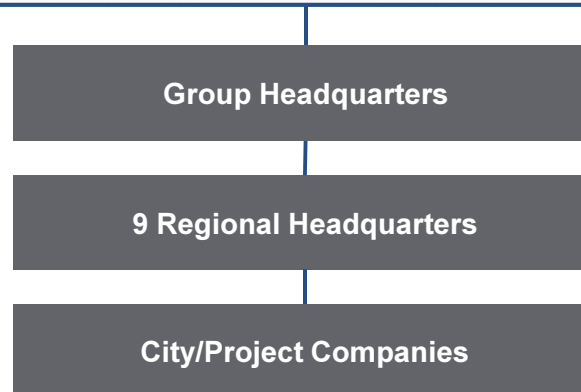 Group Headquarters
9 Regional Headquarters
City/Project Companies